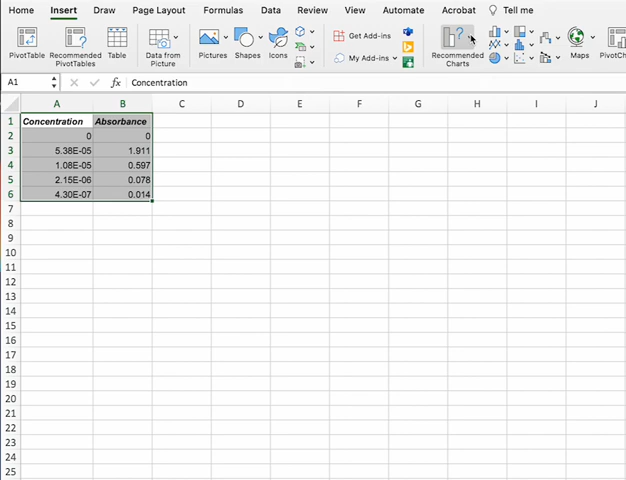 Home Insert Draw Page Layout Formulas Data Review View Automate Acrobat Tell me
PivotTable Recommended PivotTables Table Data from Picture Pictures Shapes Icons Get Add-ins My Add-ins Recommended Charts Maps
A1 fx Concentration
A B C D E F G H I J
1 Concentration Absorbance
2 0 0
3 5.38E-05 1.911
4 1.08E-05 0.597
5 2.15E-06 0.078
6 4.30E-07 0.014
7
8
9
10
11
12
13
14
15
16
17
18
19
20
21
22
23
24
25